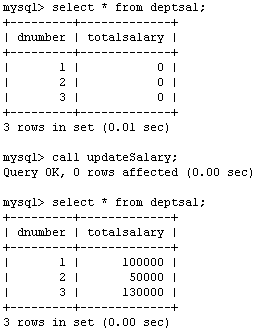 mysql> select * from deptsal;
+---------+-------------+
| dnumber | totalsalary |
+---------+-------------+
|       1 |           0 |
|       2 |           0 |
|       3 |           0 |
+---------+-------------+
3 rows in set (0.01 sec)

mysql> call updateSalary;
Query OK, 0 rows affected (0.00 sec)

mysql> select * from deptsal;
+---------+-------------+
| dnumber | totalsalary |
+---------+-------------+
|       1 |      100000 |
|       2 |       50000 |
|       3 |      130000 |
+---------+-------------+
3 rows in set (0.00 sec)